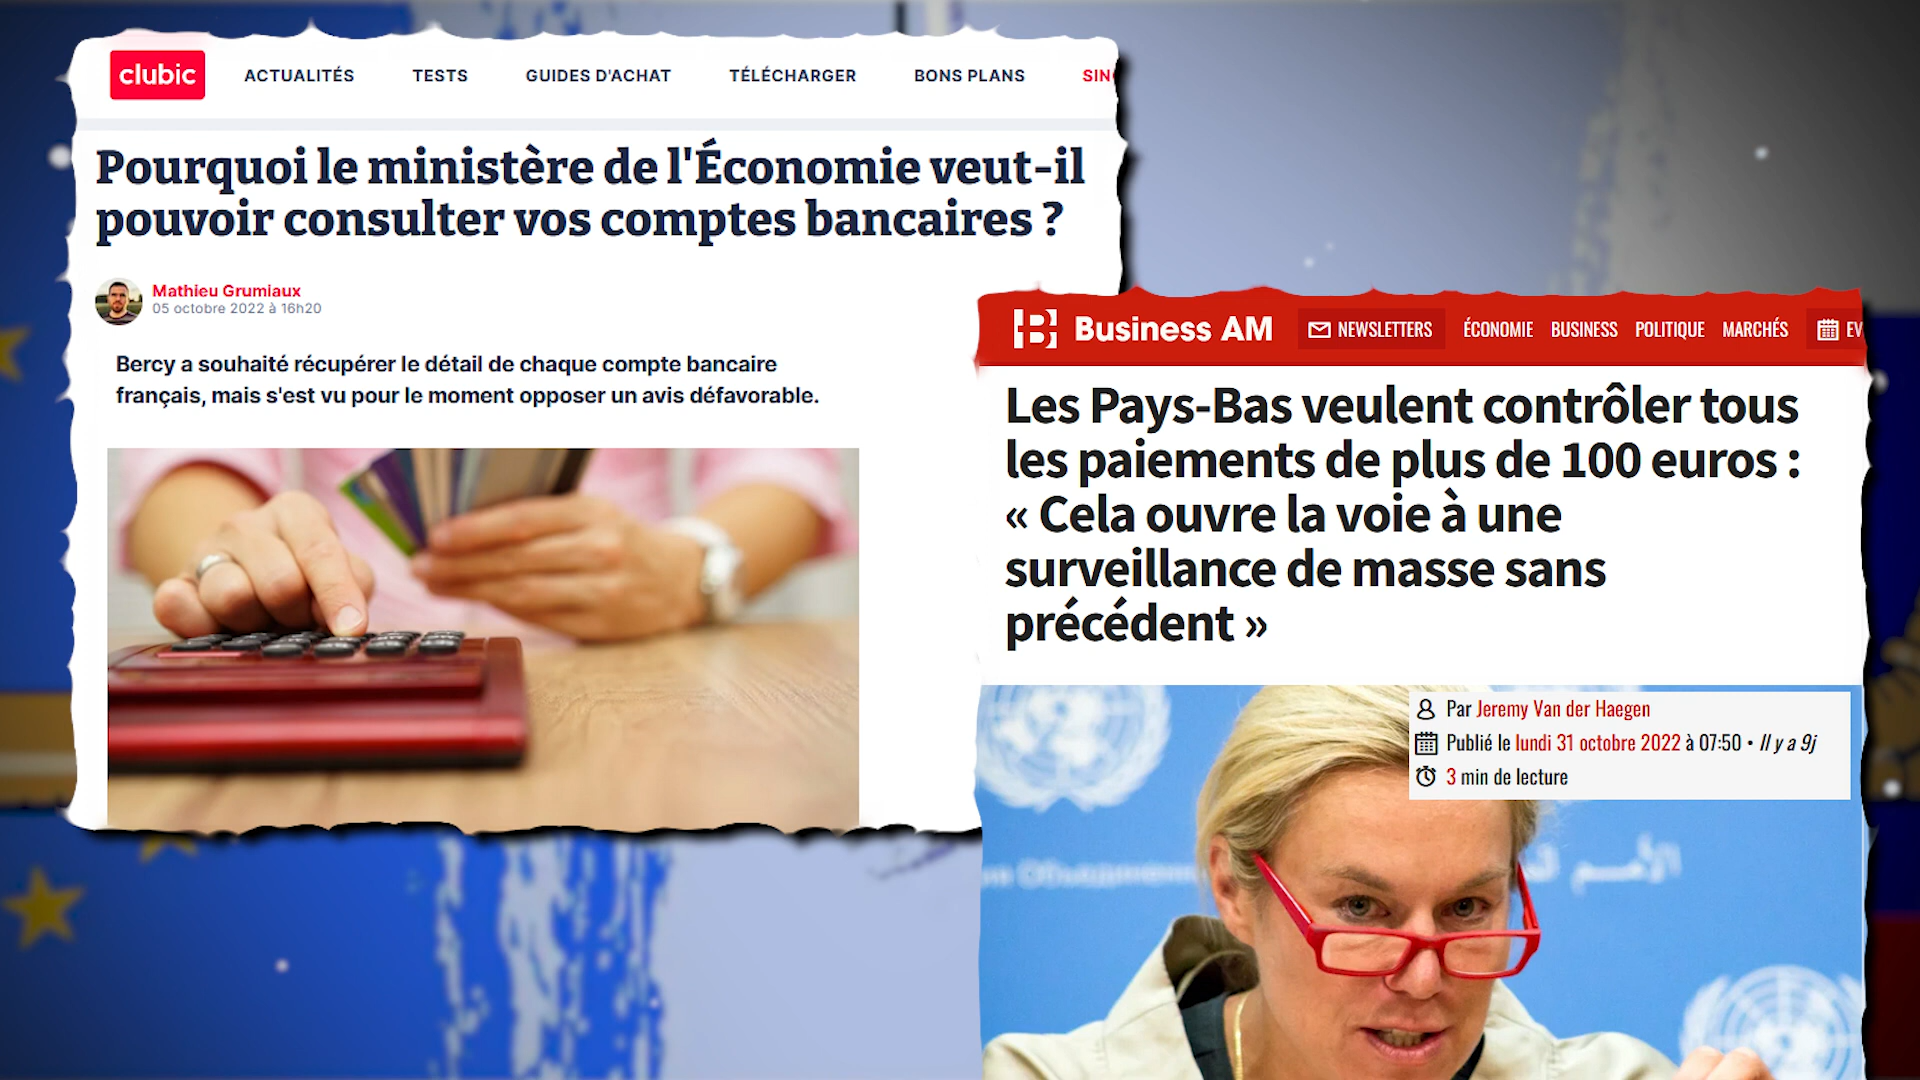 clubic
ACTUALITÉS TESTS GUIDES D'ACHAT TÉLÉCHARGER BONS PLANS
Pourquoi le ministère de l'Économie veut-il
pouvoir consulter vos comptes bancaires ?
Mathieu Grumiaux
05 octobre 2022 à 16h20
Bercy a souhaité récupérer le détail de chaque compte bancaire
français, mais s'est vu pour le moment opposer un avis défavorable.
Business AM NEWSLETTERS ÉCONOMIE BUSINESS POLITIQUE MARCHÉS EV
Les Pays-Bas veulent contrôler tous
les paiements de plus de 100 euros :
« Cela ouvre la voie à une
surveillance de masse sans
précédent »
Par Jeremy Van der Haegen
Publié le lundi 31 octobre 2022 à 07:50 • Il y a 9j
3 min de lecture